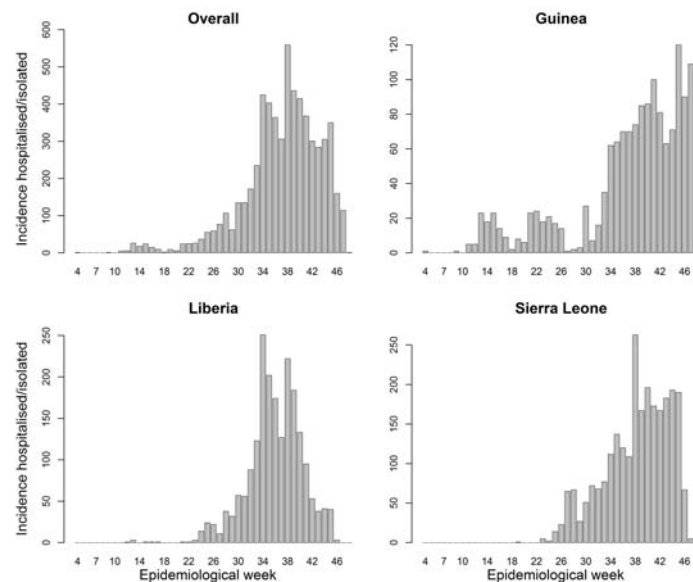 Overall
Incidence hospitalised/isolated
600
500
400
300
200
100
0
4 7 10 14 18 22 26 30 34 38 42 46
Guinea
120
100
80
60
40
20
0
4 7 10 14 18 22 26 30 34 38 42 46
Liberia
Incidence hospitalised/isolated
250
200
150
100
50
0
4 7 10 14 18 22 26 30 34 38 42 46
Epidemiological week
Sierra Leone
250
200
150
100
50
0
4 7 10 14 18 22 26 30 34 38 42 46
Epidemiological week